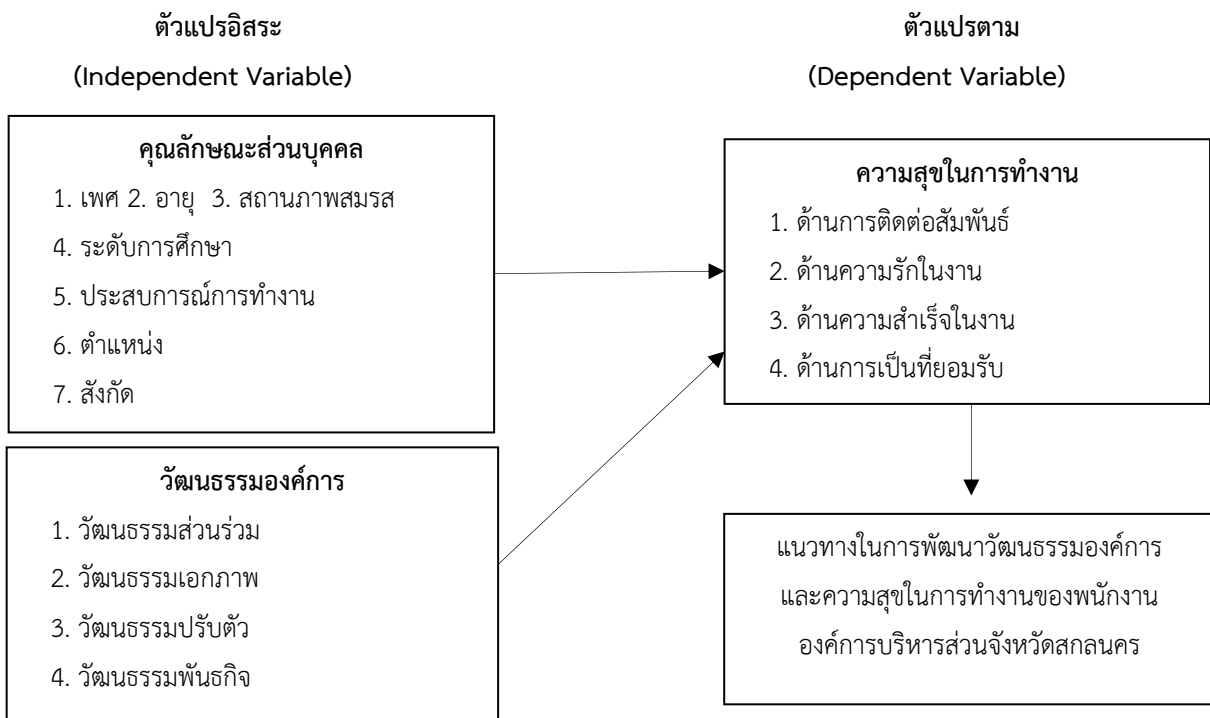 ตัวแปรอิสระ
(Independent Variable)
คุณลักษณะส่วนบุคคล
1. เพศ 2. อายุ 3. สถานภาพสมรส
4. ระดับการศึกษา
5. ประสบการณ์การทำงาน
6. ตำแหน่ง
7. สังกัด
วัฒนธรรมองค์การ
1. วัฒนธรรมส่วนร่วม
2. วัฒนธรรมเอกภาพ
3. วัฒนธรรมปรับตัว
4. วัฒนธรรมพันธกิจ
ตัวแปรตาม
(Dependent Variable)
ความสุขในการทำงาน
1. ด้านการติดต่อสัมพันธ์
2. ด้านความรักในงาน
3. ด้านความสำเร็จในงาน
4. ด้านการเป็นที่ยอมรับ
แนวทางในการพัฒนาวัฒนธรรมองค์การ
และความสุขในการทำงานของพนักงาน
องค์การบริหารส่วนจังหวัดสกลนคร